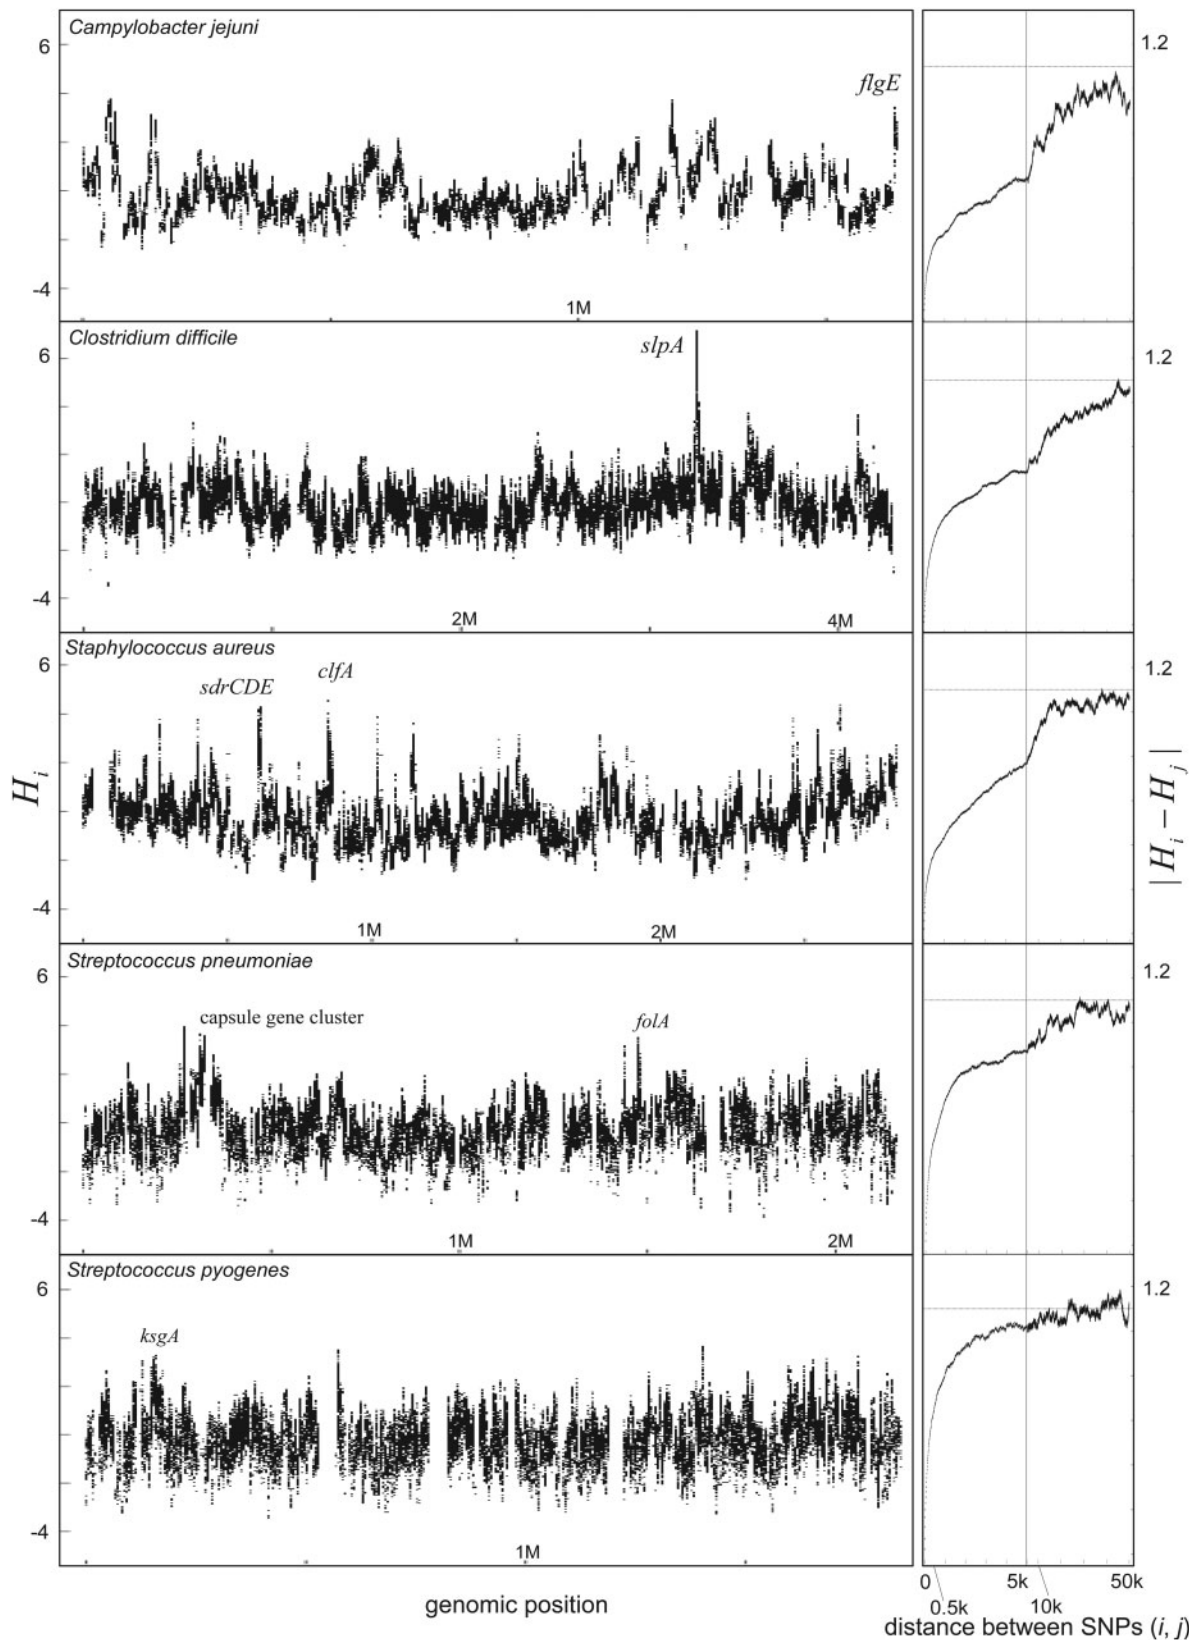 Campylobacter jejuni
6
flgE
-4
1M
1.2
Clostridium difficile
6
slpA
-4
2M
4M
1.2
Staphylococcus aureus
6
clfA
sdrCDE
-4
1M
2M
1.2
H_i
|H_i − H_j|
Streptococcus pneumoniae
6
capsule gene cluster
folA
-4
1M
2M
1.2
Streptococcus pyogenes
6
ksgA
-4
1M
1.2
0
5k
50k
0.5k
10k
genomic position
distance between SNPs (i, j)